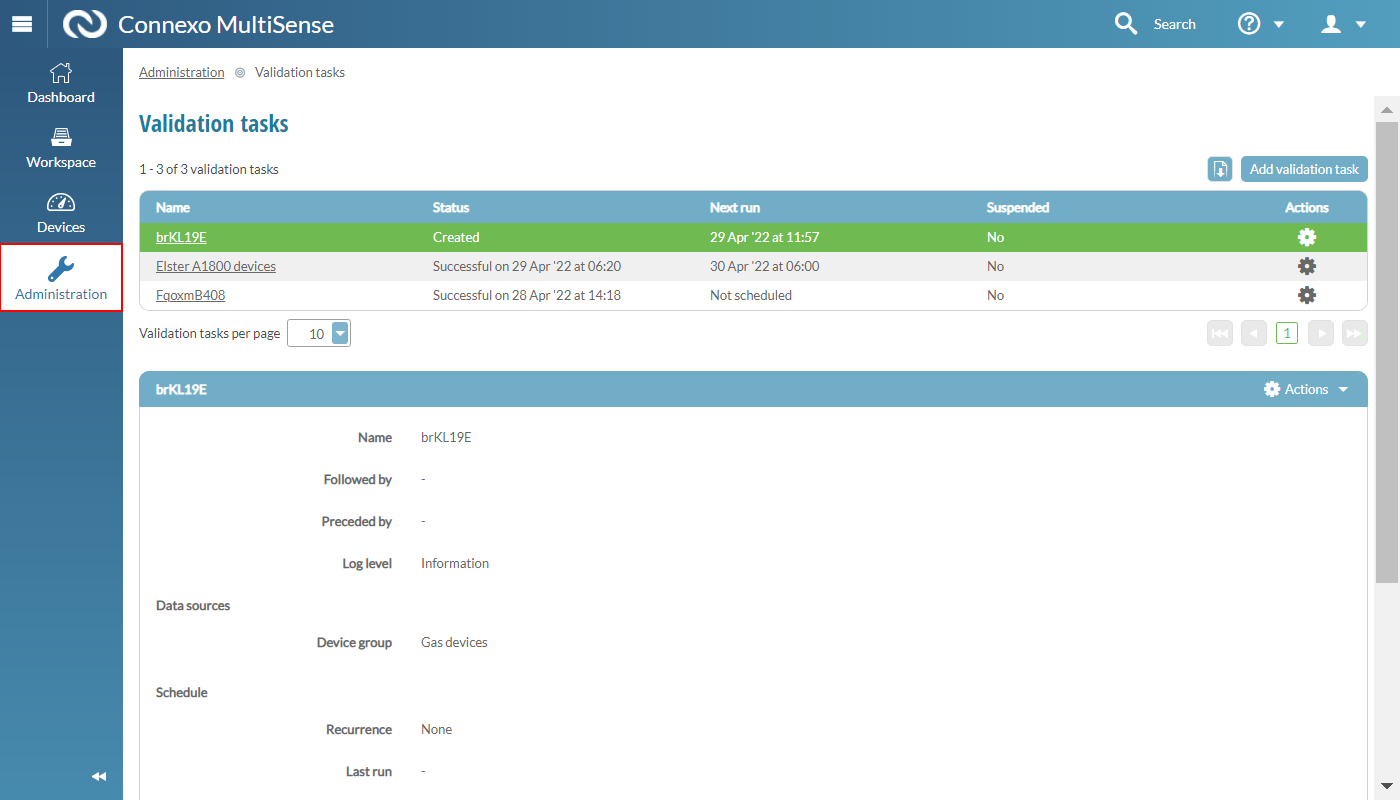 Connexo MultiSense
Search
Dashboard
Workspace
Devices
Administration
Administration Validation tasks
Validation tasks
1 - 3 of 3 validation tasks
Add validation task
Name Status Next run Suspended Actions
brKL19E Created 29 Apr '22 at 11:57 No
Elster A1800 devices Successful on 29 Apr '22 at 06:20 30 Apr '22 at 06:00 No
FqoxmB408 Successful on 28 Apr '22 at 14:18 Not scheduled No
Validation tasks per page 10 1
brKL19E Actions
Name brKL19E
Followed by -
Preceded by -
Log level Information
Data sources
Device group Gas devices
Schedule
Recurrence None
Last run -